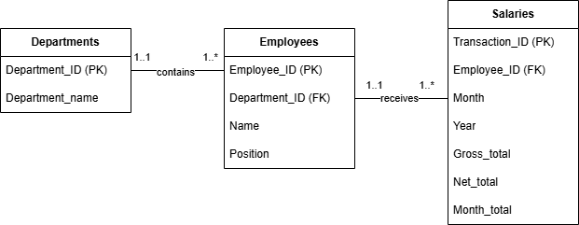 Departments
Department_ID (PK)
Department_name
1..1
contains
1..*
Employees
Employee_ID (PK)
Department_ID (FK)
Name
Position
1..1
receives
1..*
Salaries
Transaction_ID (PK)
Employee_ID (FK)
Month
Year
Gross_total
Net_total
Month_total